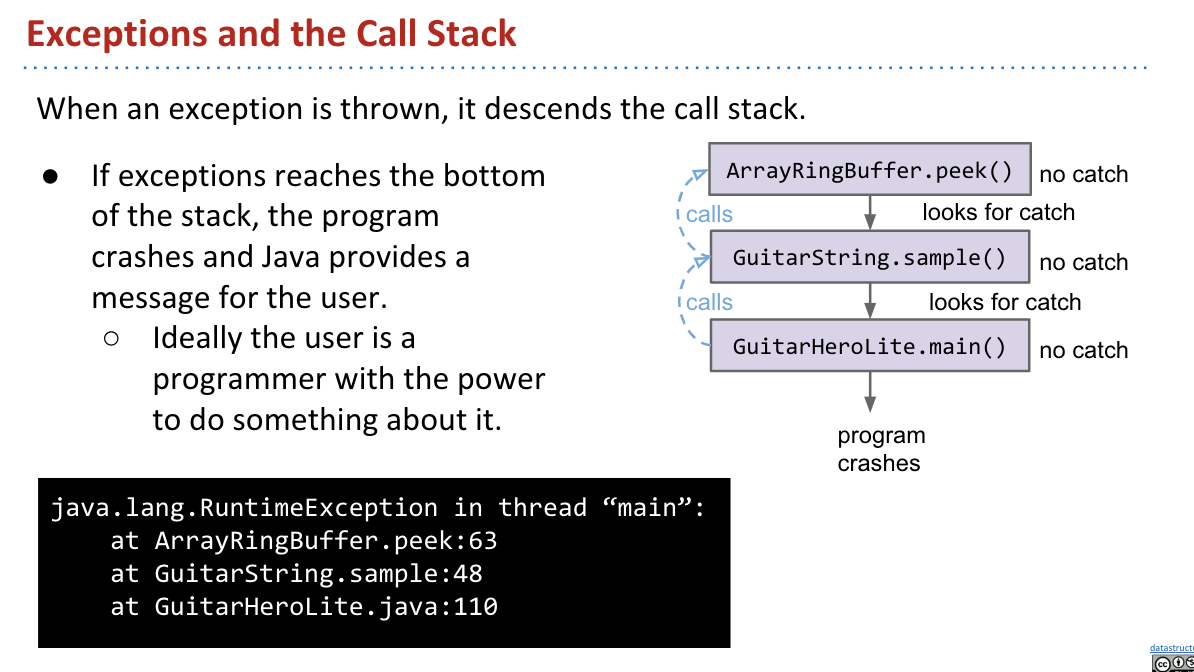 Exceptions and the Call Stack
When an exception is thrown, it descends the call stack.
● If exceptions reaches the bottom
of the stack, the program
crashes and Java provides a
message for the user.
○ Ideally the user is a
programmer with the power
to do something about it.
ArrayRingBuffer.peek() no catch
calls looks for catch
GuitarString.sample() no catch
calls looks for catch
GuitarHeroLite.main() no catch
program
crashes
java.lang.RuntimeException in thread “main”:
at ArrayRingBuffer.peek:63
at GuitarString.sample:48
at GuitarHeroLite.java:110
datastruct